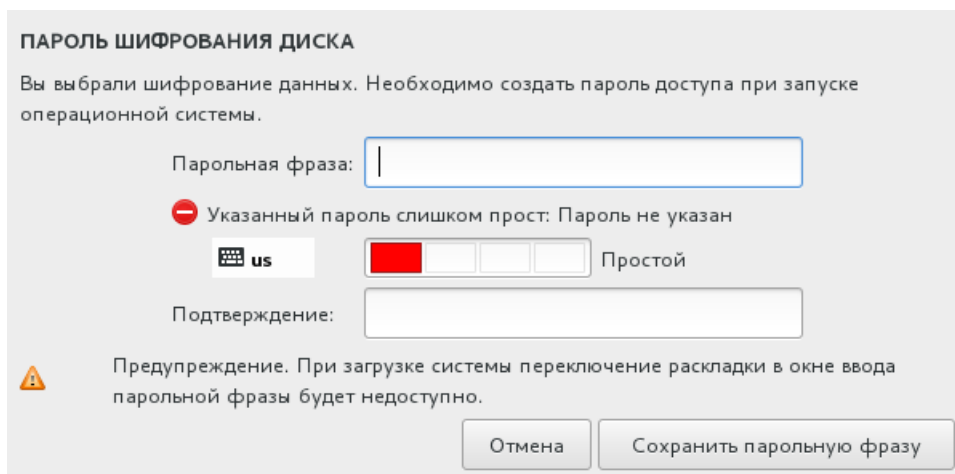 ПАРОЛЬ ШИФРОВАНИЯ ДИСКА
Вы выбрали шифрование данных. Необходимо создать пароль доступа при запуске
операционной системы.
Парольная фраза:
Указанный пароль слишком прост: Пароль не указан
us Простой
Подтверждение:
Предупреждение. При загрузке системы переключение раскладки в окне ввода
парольной фразы будет недоступно.
Отмена Сохранить парольную фразу